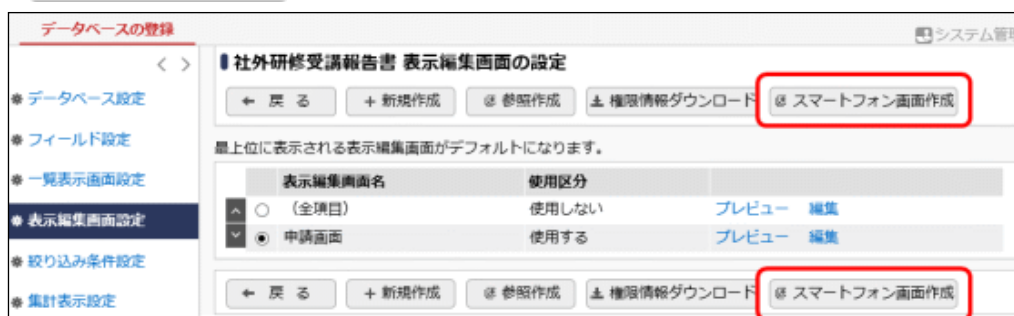 データベースの登録
システム管理
< >
社外研修受講報告書 表示編集画面の設定
データベース設定
← 戻 る + 新規作成 参照作成 権限情報ダウンロード スマートフォン画面作成
フィールド設定
最上位に表示される表示編集画面がデフォルトになります。
一覧表示画面設定
表示編集画面名 使用区分
(全項目) 使用しない プレビュー 編集
表示編集画面設定
申請画面 使用する プレビュー 編集
絞り込み条件設定
集計表示設定
← 戻 る + 新規作成 参照作成 権限情報ダウンロード スマートフォン画面作成